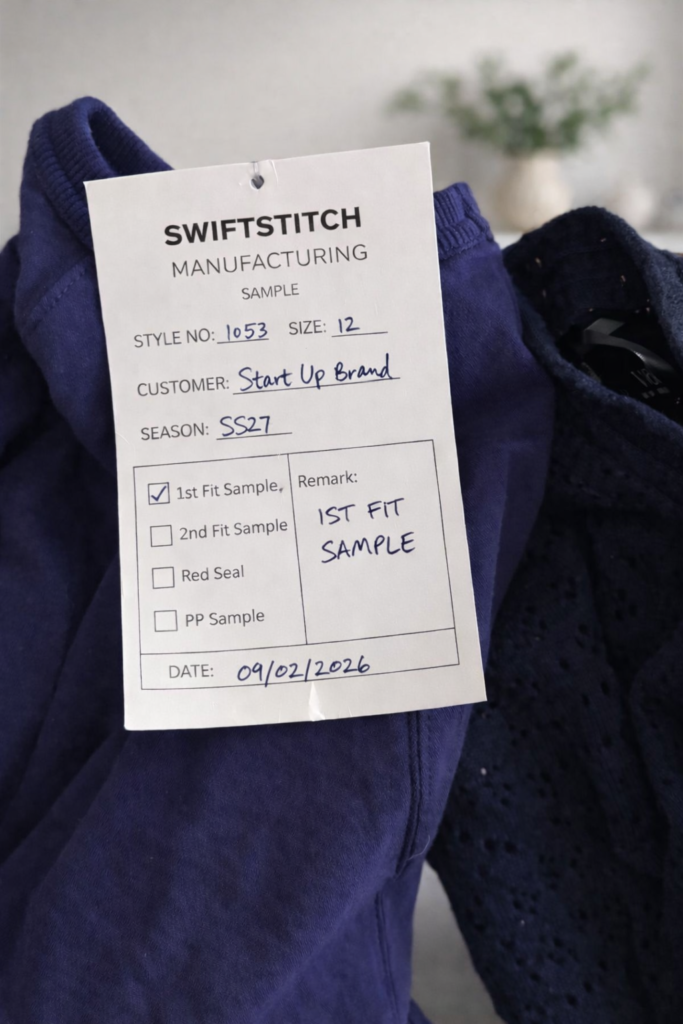 SWIFTSTITCH
MANUFACTURING
SAMPLE
STYLE NO: 1053 SIZE: 12
CUSTOMER: Start Up Brand
SEASON: SS27
1st Fit Sample,
2nd Fit Sample
Red Seal
PP Sample
Remark:
1ST FIT
SAMPLE
DATE: 09/02/2026